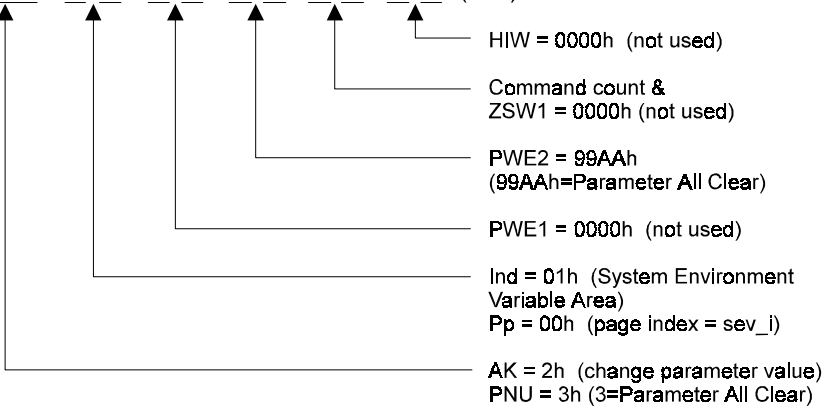 HIW = 0000h (not used)
Command count &
ZSW1 = 0000h (not used)
PWE2 = 99AAh
(99AAh=Parameter All Clear)
PWE1 = 0000h (not used)
Ind = 01h (System Environment
Variable Area)
Pp = 00h (page index = sev_i)
AK = 2h (change parameter value)
PNU = 3h (3=Parameter All Clear)